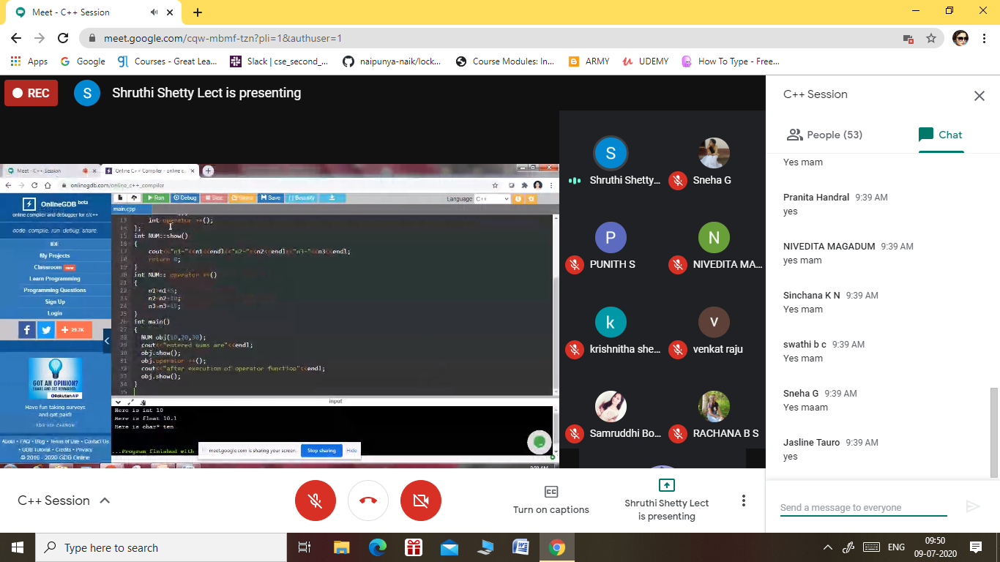 Meet - C++ Session
meet.google.com/cqw-mbmf-tzn?pli=1&authuser=1
Apps
Google
Courses - Great Lea...
Slack | cse_second_...
naipunya-naik/lock...
Course Modules: In...
ARMY
UDEMY
How To Type - Free...
REC
S
Shruthi Shetty Lect is presenting
Meet - C++ Session
Online C++ Compiler - online c
onlinegdb.com/online_c++_compiler
OnlineGDB beta
online compiler and debugger for c/c++
code. compile. run. debug. share.
IDE
My Projects
Classroom new
Learn Programming
Programming Questions
Sign Up
Login
29.7K
GOT AN OPINION?
SHARE AND GET REWARDED.
Rakuten AIP
Have fun taking surveys
and get paid!
ADS VIA CARBON
About • FAQ • Blog • Terms of Use • Contact Us
• GDB Tutorial • Credits • Privacy
© 2016 - 2020 GDB Online
Run
Debug
Stop
Share
Save
{ } Beautify
Language C++
main.cpp
13 int operator ++();
14 };
15 int NUM::show()
16 {
17 cout<<"n1="<<n1<<endl<<"n2="<<n2<<endl<<"n3="<<n3<<endl;
18 return 0;
19 }
20 int NUM:: operator ++()
21 {
22 n1=n1+5;
23 n2=n2+10;
24 n3=n3+15;
25 }
26 int main()
27 {
28 NUM obj(10,20,30);
29 cout<<"entered nums are"<<endl;
30 obj.show();
31 obj.operator ++();
32 cout<<"after execution of operator function"<<endl;
33 obj.show();
34 }
35
input
Here is int 10
Here is float 10.1
Here is char* ten
...Program finished with
meet.google.com is sharing your screen.
Stop sharing
Hide
S
Shruthi Shetty...
Sneha G
P
PUNITH S
N
NIVEDITA MA...
k
krishnitha she...
v
venkat raju
Samruddhi Bo...
RACHANA B S
C++ Session
People (53)
Chat
Yes mam
Pranita Handral 9:39 AM
yes
NIVEDITA MAGADUM 9:39 AM
yes mam
Sinchana K N 9:39 AM
Yes mam
swathi b c 9:39 AM
Yes mam
Sneha G 9:39 AM
Yes maam
Jasline Tauro 9:39 AM
yes
Send a message to everyone
C++ Session
CC
Turn on captions
Shruthi Shetty Lect
is presenting
Type here to search
ENG
09:50
09-07-2020